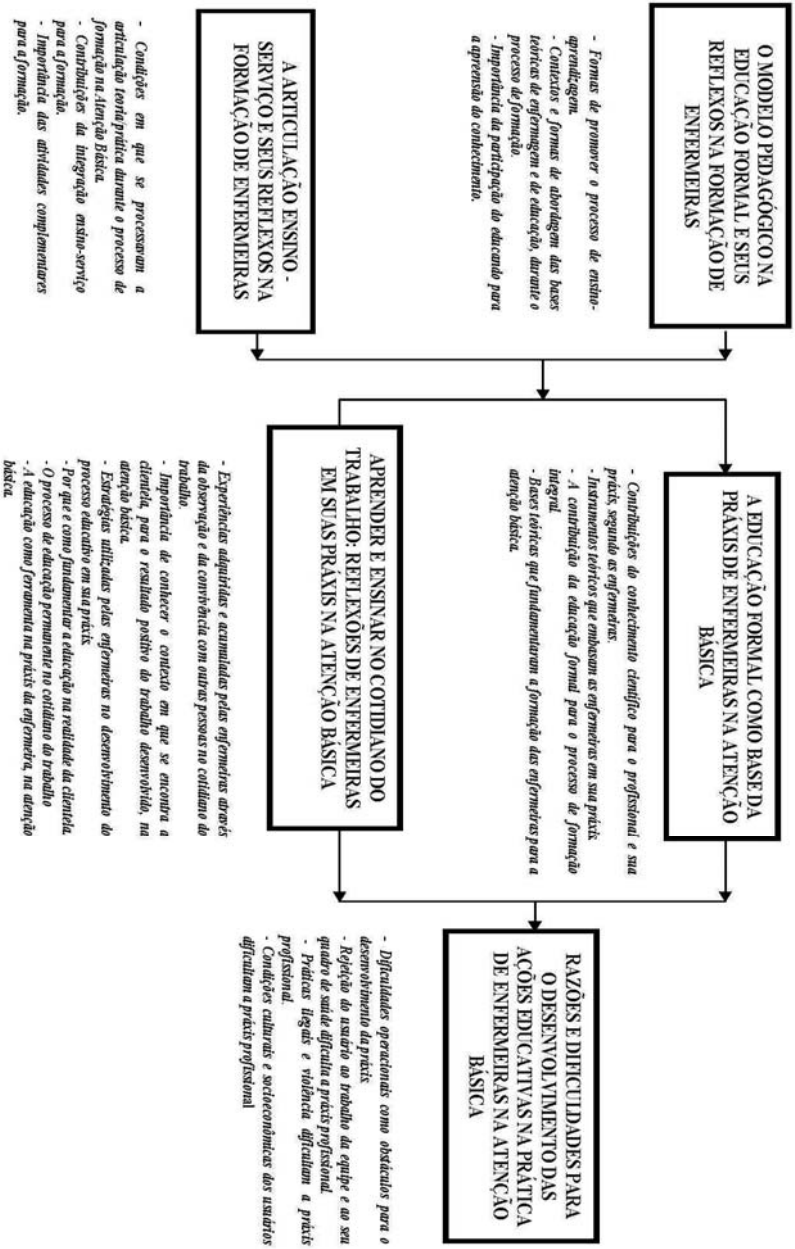 O MODELO PEDAGÓGICO NA
EDUCAÇÃO FORMAL E SEUS
REFLEXOS NA FORMAÇÃO DE
ENFERMEIRAS
- Formas de promover o processo de ensino-
aprendizagem.
- Contextos e formas de abordagem das bases
teóricas de enfermagem e de educação, durante o
processo de formação.
- Importância da participação do educando para
a apreensão do conhecimento.
A ARTICULAÇÃO ENSINO -
SERVIÇO E SEUS REFLEXOS NA
FORMAÇÃO DE ENFERMEIRAS
- Condições em que se processavam a
articulação teoria/prática durante o processo de
formação na Atenção Básica.
- Contribuições da integração ensino-serviço
para a formação.
- Importância das atividades complementares
para a formação.
A EDUCAÇÃO FORMAL COMO BASE DA
PRÁXIS DE ENFERMEIRAS NA ATENÇÃO
BÁSICA
- Contribuições do conhecimento científico para o profissional e sua
práxis, segundo as enfermeiras.
- Instrumentos teóricos que embasam as enfermeiras em sua práxis
- A contribuição da educação formal para o processo de formação
integral.
- Bases teóricas que fundamentaram a formação das enfermeiras para a
atenção básica.
APRENDER E ENSINAR NO COTIDIANO DO
TRABALHO: REFLEXÕES DE ENFERMEIRAS
EM SUAS PRÁXIS NA ATENÇÃO BÁSICA
- Experiências adquiridas e acumuladas pelas enfermeiras através
da observação e da convivência com outras pessoas no cotidiano do
trabalho.
- Importância de conhecer o contexto em que se encontra a
clientela, para o resultado positivo do trabalho desenvolvido, na
atenção básica.
- Estratégias utilizadas pelas enfermeiras no desenvolvimento do
processo educativo em sua práxis
- Por que e como fundamentar a educação na realidade da clientela.
- O processo de educação permanente no cotidiano do trabalho
- A educação como ferramenta na práxis da enfermeira, na atenção
básica.
RAZÕES E DIFICULDADES PARA
O DESENVOLVIMENTO DAS
AÇÕES EDUCATIVAS NA PRÁTICA
DE ENFERMEIRAS NA ATENÇÃO
BÁSICA
- Dificuldades operacionais como obstáculos para o
desenvolvimento da práxis
- Rejeição do usuário ao trabalho da equipe e ao seu
quadro de saúde dificulta a práxis profissional.
- Práticas ilegais e violência dificultam a práxis
profissional.
- Condições culturais e socioeconômicas dos usuários
dificultam a práxis profissional